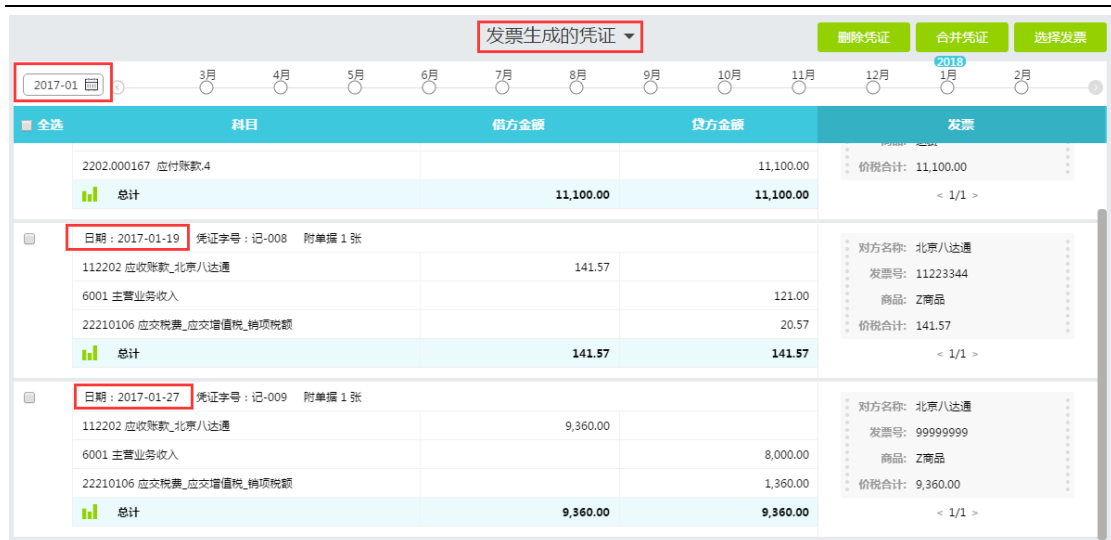 发票生成的凭证
删除凭证 合并凭证 选择发票
2017-01 3月 4月 5月 6月 7月 8月 9月 10月 11月 12月 2018 1月 2月
全选 科目 借方金额 贷方金额 发票
2202.000167 应付账款.4 11,100.00 价税合计: 11,100.00
总计 11,100.00 11,100.00 < 1/1 >
日期：2017-01-19 凭证字号：记-008 附单据 1 张
对方名称: 北京八达通
112202 应收账款_北京八达通 141.57
发票号: 11223344
6001 主营业务收入 121.00
商品: Z商品
22210106 应交税费_应交增值税_销项税额 20.57
价税合计: 141.57
总计 141.57 141.57 < 1/1 >
日期：2017-01-27 凭证字号：记-009 附单据 1 张
对方名称: 北京八达通
112202 应收账款_北京八达通 9,360.00
发票号: 99999999
6001 主营业务收入 8,000.00
商品: Z商品
22210106 应交税费_应交增值税_销项税额 1,360.00
价税合计: 9,360.00
总计 9,360.00 9,360.00 < 1/1 >